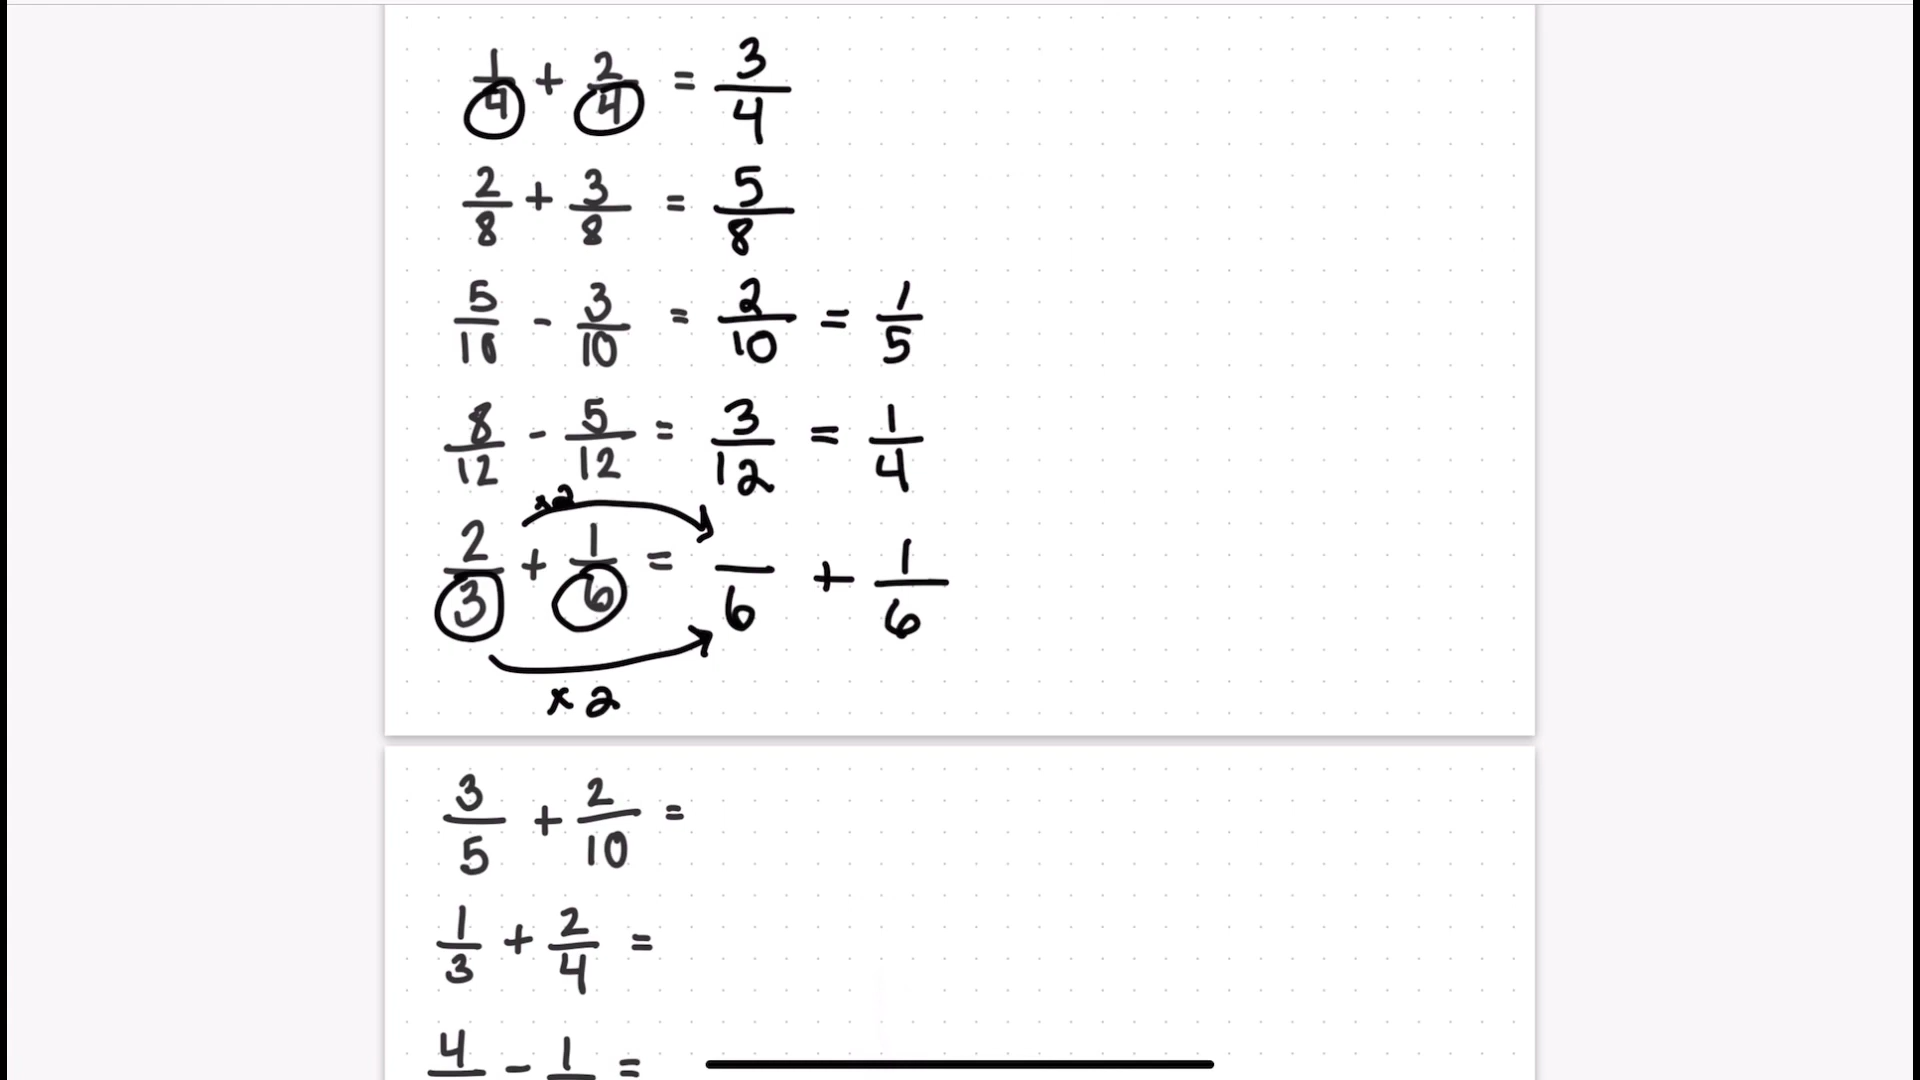 1/4 + 2/4 = 3/4
2/8 + 3/8 = 5/8
5/10 - 3/10 = 2/10 = 1/5
8/12 - 5/12 = 3/12 = 1/4
x2
2/3 + 1/6 = /6 + 1/6
x2
3/5 + 2/10 =
1/3 + 2/4 =
4/ - 1/ =